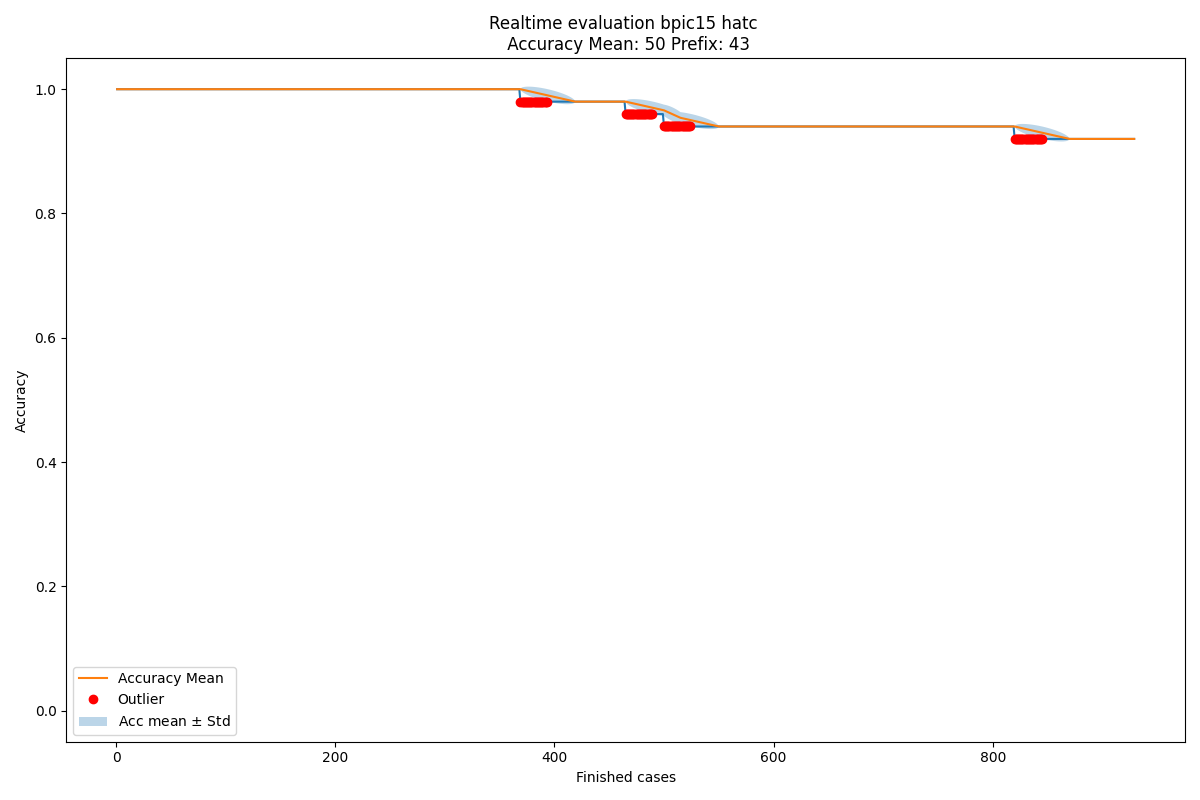 Realtime evaluation bpic15 hatc
Accuracy Mean: 50 Prefix: 43
1.0
0.8
0.6
0.4
0.2
0.0
Accuracy
Accuracy Mean
Outlier
Acc mean ± Std
0 200 400 600 800
Finished cases